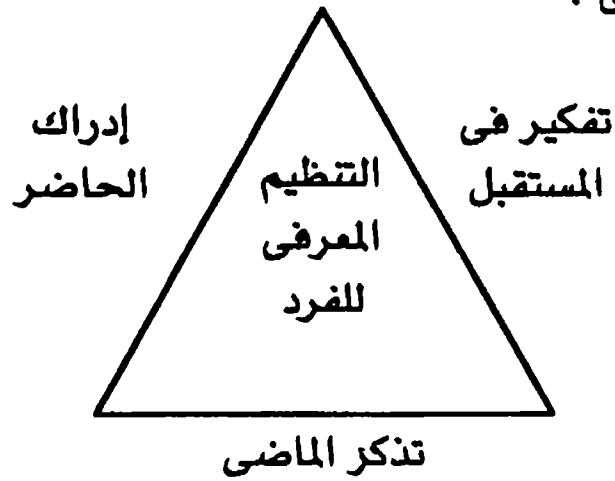 تفكير فى
المستقبل
إدراك
الحاضر
التنظيم
المعرفى
للفرد
تذكر الماضى